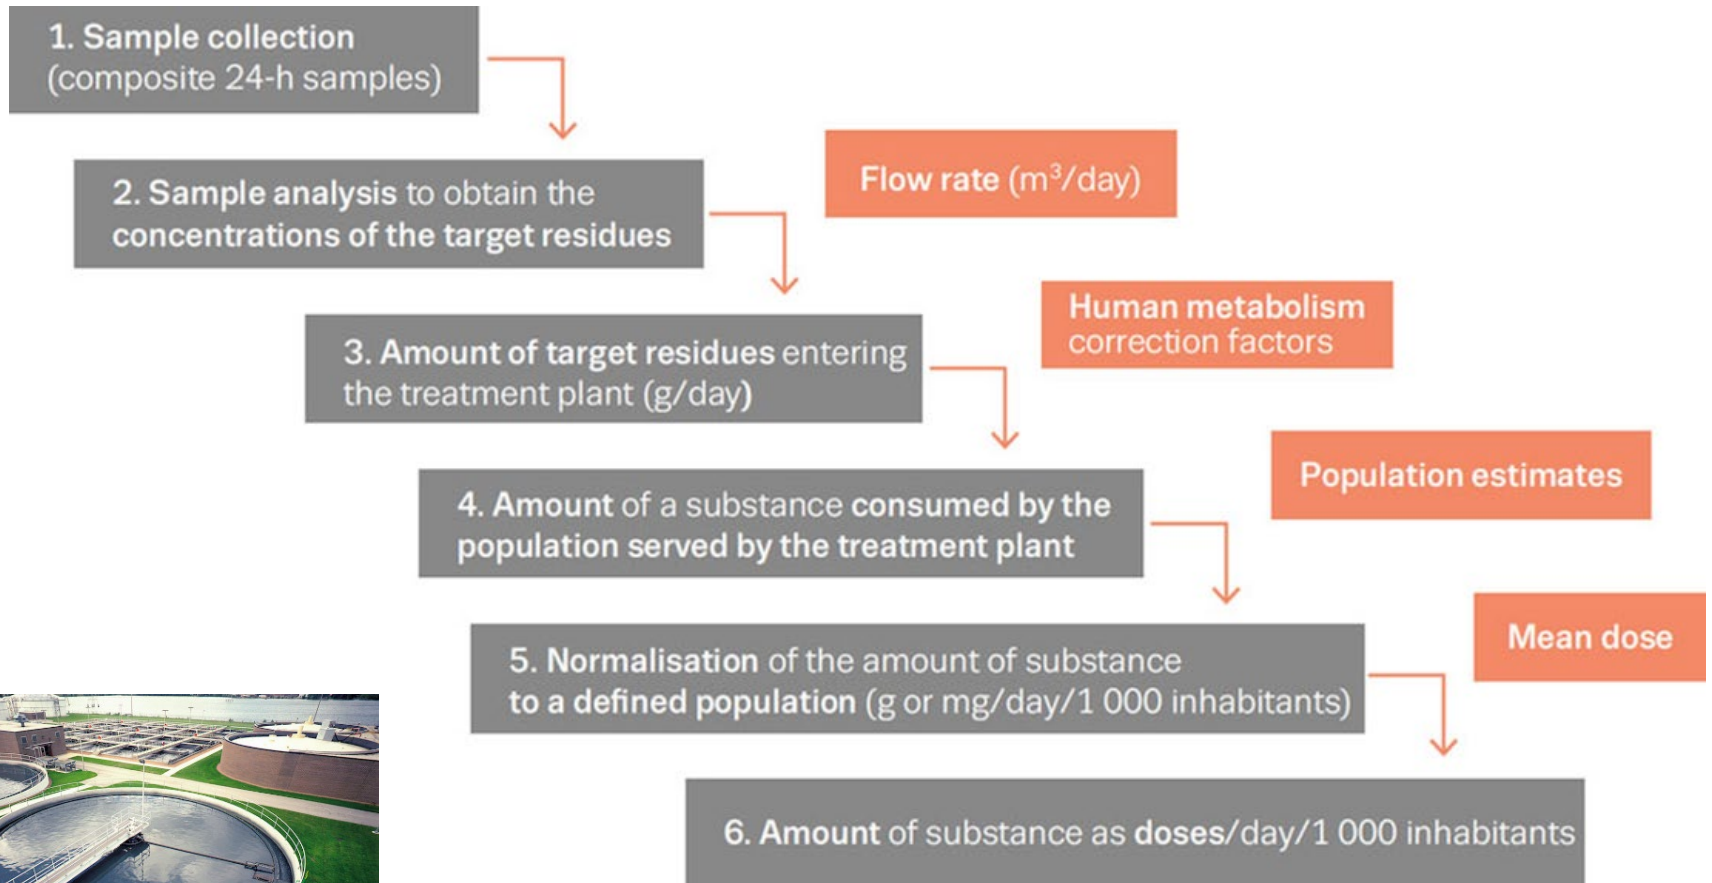 1. Sample collection
(composite 24-h samples)
2. Sample analysis to obtain the
concentrations of the target residues
Flow rate (m³/day)
3. Amount of target residues entering
the treatment plant (g/day)
Human metabolism
correction factors
4. Amount of a substance consumed by the
population served by the treatment plant
Population estimates
5. Normalisation of the amount of substance
to a defined population (g or mg/day/1 000 inhabitants)
Mean dose
6. Amount of substance as doses/day/1 000 inhabitants